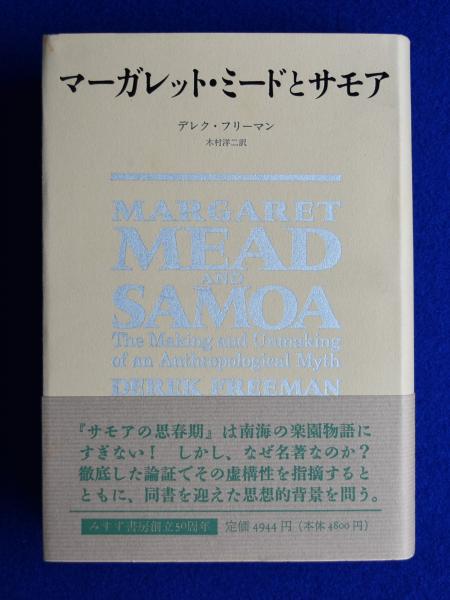 マーガレット・ミードとサモア
デレク・フリーマン
木村洋二訳
MARGARET
MEAD
AND
SAMOA
The Making and Unmaking
of an Anthropological Myth
DEREK FREEMAN
『サモアの思春期』は南海の楽園物語に
すぎない！ しかし、なぜ名著なのか？
徹底した論証でその虚構性を指摘すると
ともに、同書を迎えた思想的背景を問う。
みすず書房創立50周年 定価 4944円（本体 4800円）